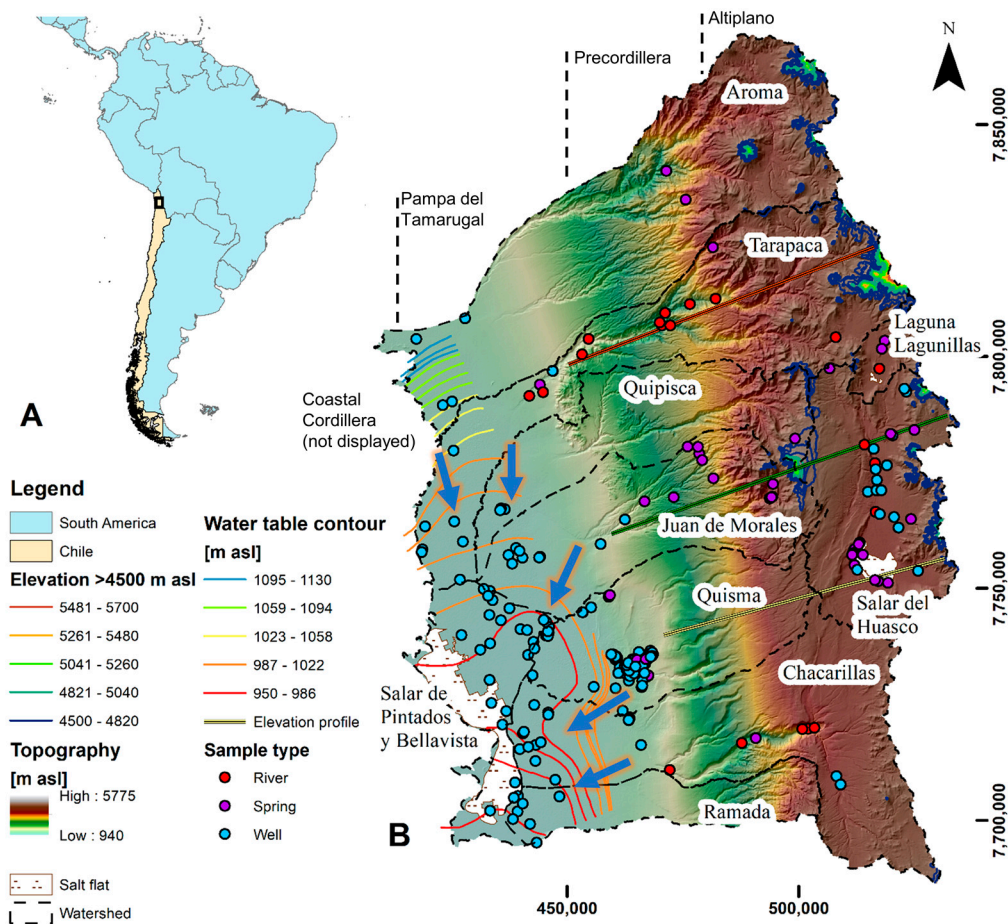 Altiplano
Precordillera
N
Aroma
7,850,000
Pampa del
Tamarugal
Tarapaca
Laguna
Lagunillas
7,800,000
Quipisca
A
Coastal
Cordillera
(not displayed)
Legend
South America
Chile
Elevation >4500 m asl
5481 - 5700
5261 - 5480
5041 - 5260
4821 - 5040
4500 - 4820
Topography
[m asl]
High : 5775
Low : 940
Salt flat
Watershed
Water table contour
[m asl]
1095 - 1130
1059 - 1094
1023 - 1058
987 - 1022
950 - 986
Elevation profile
Sample type
River
Spring
Well
Juan de Morales
Quisma
7,750,000
Salar del
Huasco
Chacarillas
Salar de
Pintados
y Bellavista
Ramada
B
7,700,000
450,000
500,000